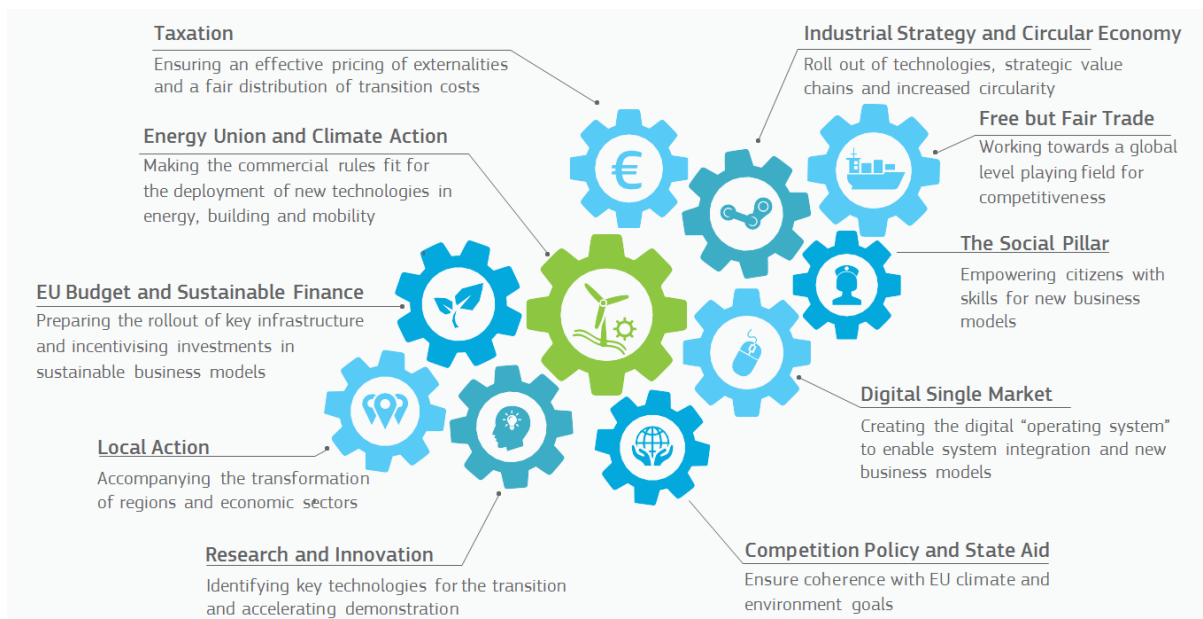 Taxation
Ensuring an effective pricing of externalities
and a fair distribution of transition costs
Industrial Strategy and Circular Economy
Roll out of technologies, strategic value
chains and increased circularity
Energy Union and Climate Action
Making the commercial rules fit for
the deployment of new technologies in
energy, building and mobility
€
Free but Fair Trade
Working towards a global
level playing field for
competitiveness
The Social Pillar
Empowering citizens with
skills for new business
models
EU Budget and Sustainable Finance
Preparing the rollout of key infrastructure
and incentivising investments in
sustainable business models
Digital Single Market
Creating the digital “operating system”
to enable system integration and new
business models
Local Action
Accompanying the transformation
of regions and economic sectors
Research and Innovation
Identifying key technologies for the transition
and accelerating demonstration
Competition Policy and State Aid
Ensure coherence with EU climate and
environment goals